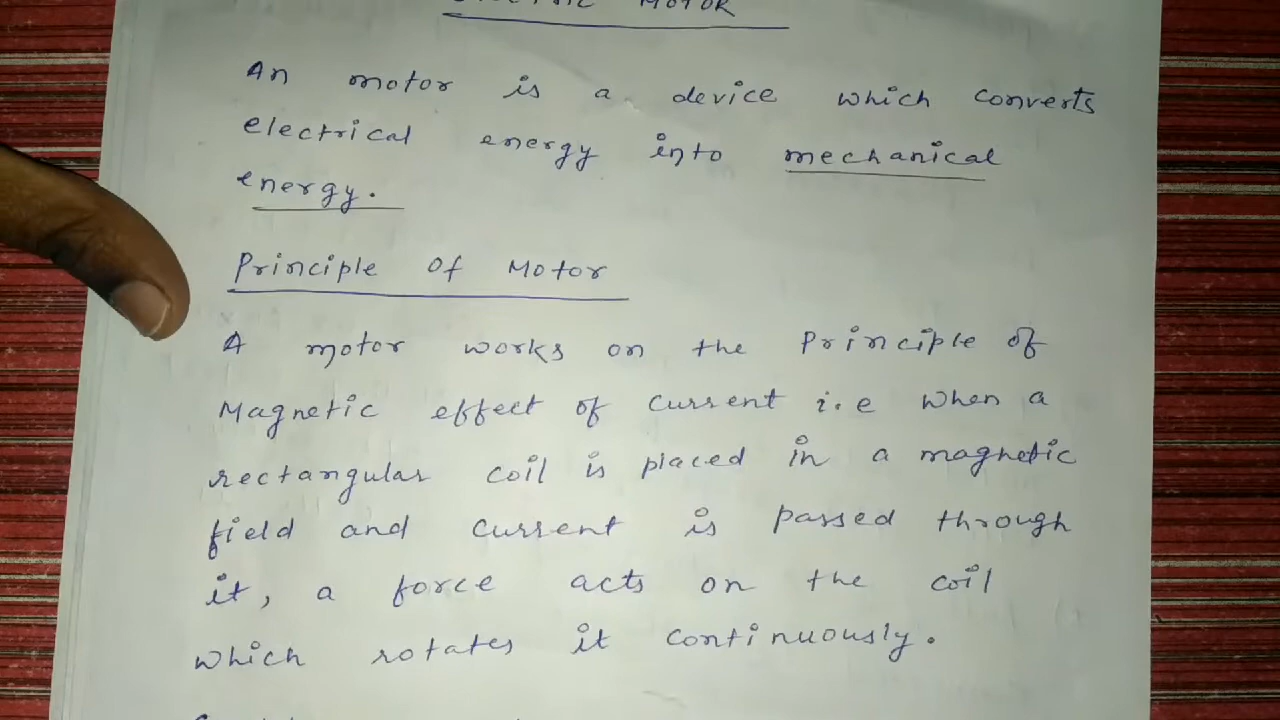 MOTOR
An motor is a device which converts
electrical energy into mechanical
energy.
Principle Of Motor
A motor works on the Principle of
Magnetic effect of current i.e when a
rectangular coil is placed in a magnetic
field and current is passed through
it, a force acts on the coil
which rotates it continuously.